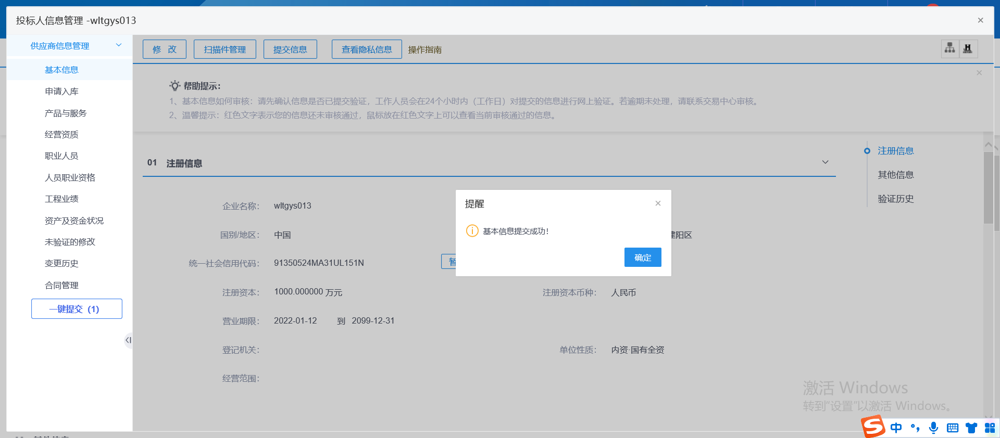 投标人信息管理 -wltgys013
供应商信息管理
基本信息
申请入库
产品与服务
经营资质
职业人员
人员职业资格
工程业绩
资产及资金状况
未验证的修改
变更历史
合同管理
一键提交 (1)
修 改
扫描件管理
提交信息
查看隐私信息
操作指南
帮助提示：
1、基本信息如何审核：请先确认信息是否已提交验证，工作人员会在24个小时内（工作日）对提交的信息进行网上验证。若逾期未处理，请联系交易中心审核。
2、温馨提示：红色文字表示您的信息还未审核通过，鼠标放在红色文字上可以查看当前审核通过的信息。
01 注册信息
注册信息
其他信息
验证历史
企业名称： wltgys013
国别/地区： 中国
建阳区
统一社会信用代码： 91350524MA31UL151N
暂
注册资本： 1000.000000 万元
注册资本币种： 人民币
营业期限： 2022-01-12 到 2099-12-31
登记机关：
单位性质： 内资·国有全资
经营范围：
提醒
基本信息提交成功！
确定
激活 Windows
转到“设置”以激活 Windows。
中